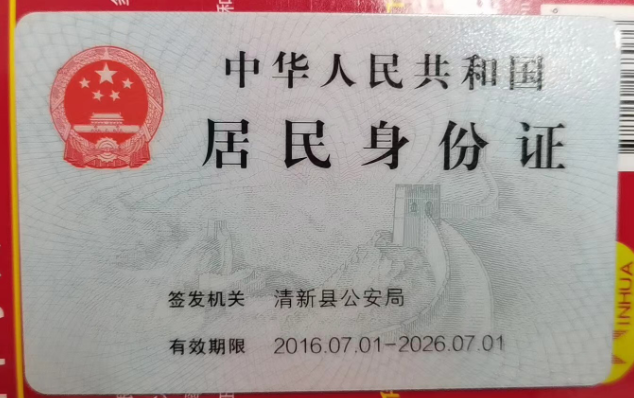 中华人民共和国
居民身份证
签发机关 清新县公安局
有效期限 2016.07.01-2026.07.01
INHUA